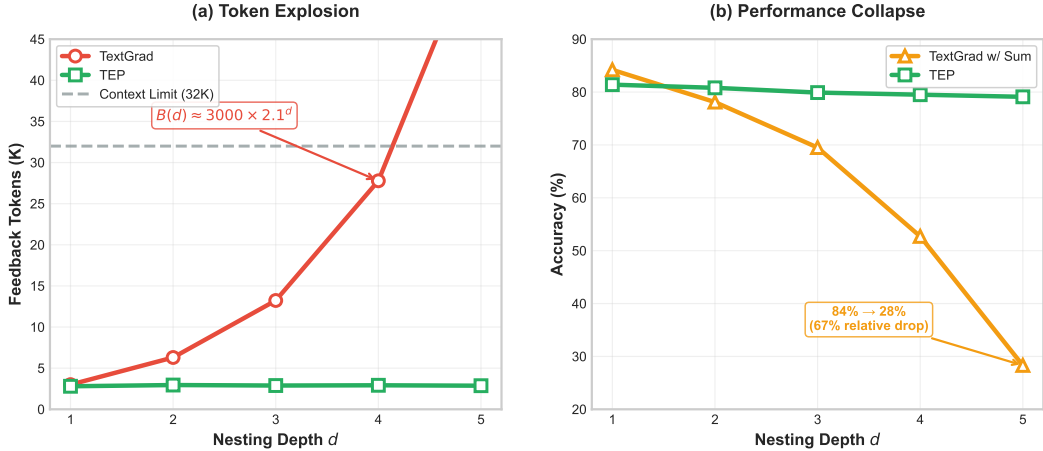 (a) Token Explosion
45
40
35
30
25
20
15
10
5
0
Feedback Tokens (K)
TextGrad
TEP
Context Limit (32K)
B(d) ≈ 3000 × 2.1^d
1 2 3 4 5
Nesting Depth d
(b) Performance Collapse
90
80
70
60
50
40
30
20
Accuracy (%)
TextGrad w/ Sum
TEP
84% → 28%
(67% relative drop)
1 2 3 4 5
Nesting Depth d